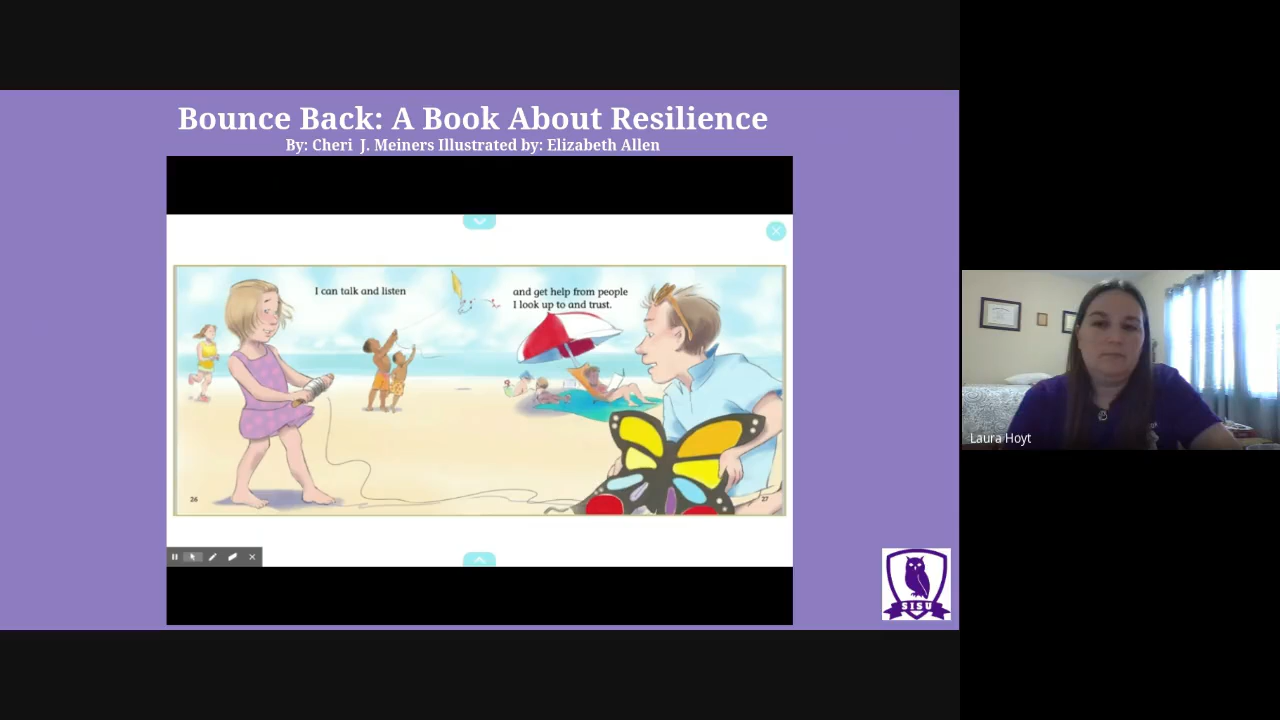 Bounce Back: A Book About Resilience
By: Cheri J. Meiners Illustrated by: Elizabeth Allen
I can talk and listen
and get help from people
I look up to and trust.
26
27
Laura Hoyt
SISU